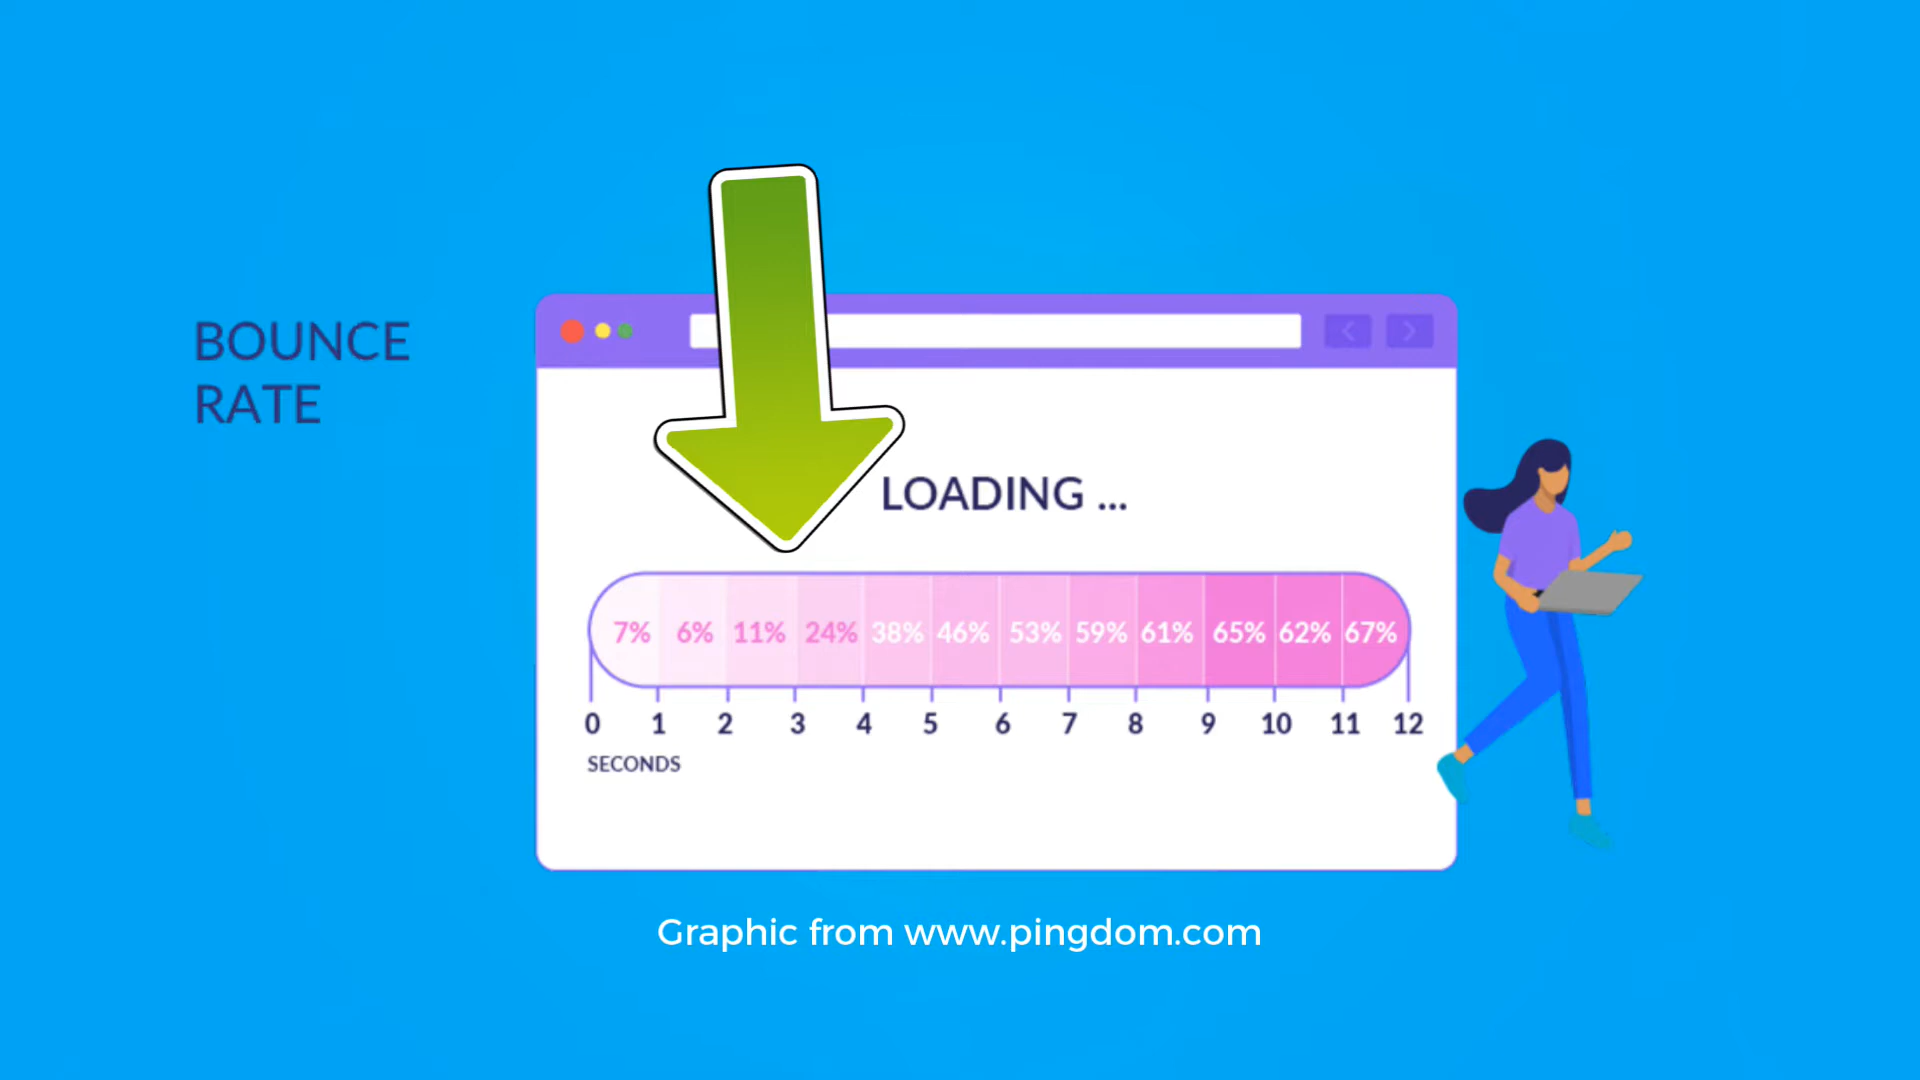 BOUNCE
RATE
LOADING ...
7% 6% 11% 24% 38% 46% 53% 59% 61% 65% 62% 67%
0 1 2 3 4 5 6 7 8 9 10 11 12
SECONDS
Graphic from www.pingdom.com